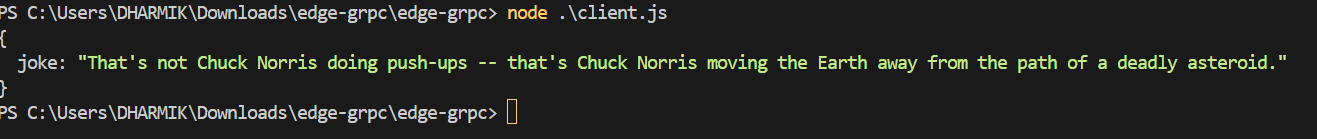 PS C:\Users\DHARMIK\Downloads\edge-grpc\edge-grpc> node .\client.js
{
  joke: "That's not Chuck Norris doing push-ups -- that's Chuck Norris moving the Earth away from the path of a deadly asteroid."
}
PS C:\Users\DHARMIK\Downloads\edge-grpc\edge-grpc>